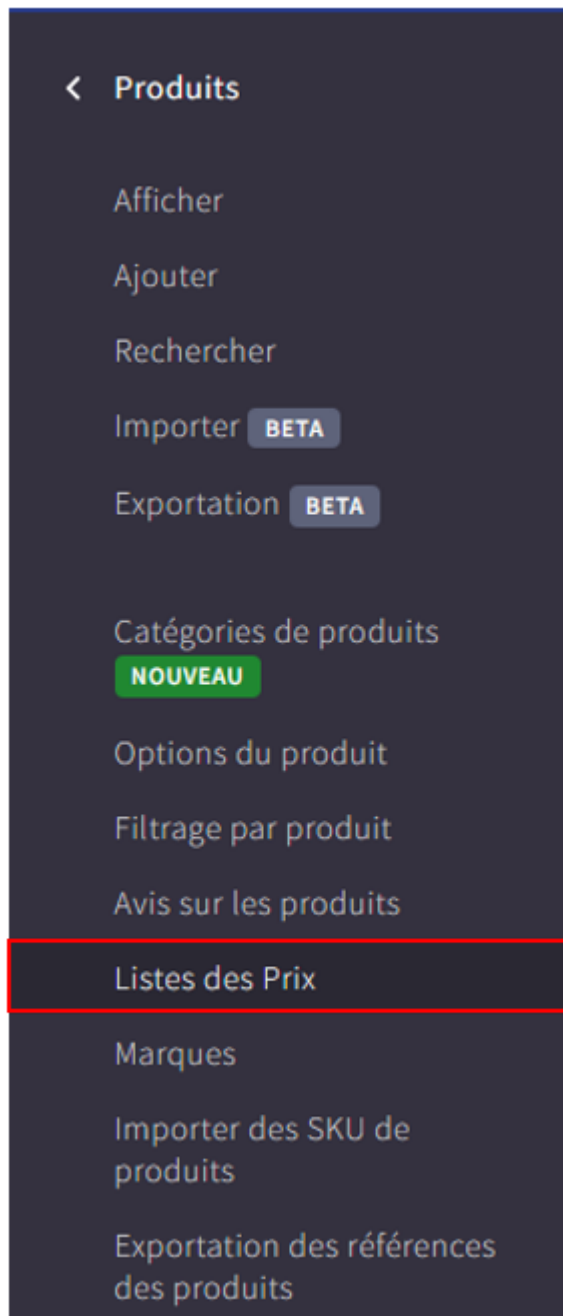 Produits
Afficher
Ajouter
Rechercher
Importer BETA
Exportation BETA
Catégories de produits
NOUVEAU
Options du produit
Filtrage par produit
Avis sur les produits
Listes des Prix
Marques
Importer des SKU de
produits
Exportation des références
des produits